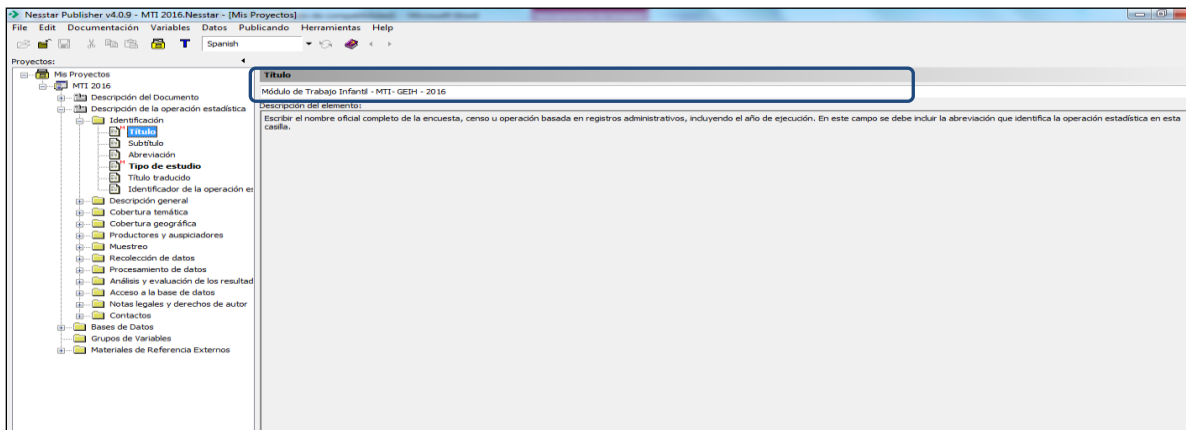 Nesstar Publisher v4.0.9 - MTI 2016.Nesstar - [Mis Proyectos]
File Edit Documentación Variables Datos Publicando Herramientas Help
Spanish
Proyectos:
Mis Proyectos
MTI 2016
Descripción del Documento
Descripción de la operación estadística
Identificación
Título
Subtítulo
Abreviación
Tipo de estudio
Título traducido
Identificador de la operación es
Descripción general
Cobertura temática
Cobertura geográfica
Productores y auspiciadores
Muestreo
Recolección de datos
Procesamiento de datos
Análisis y evaluación de los resultad
Acceso a la base de datos
Notas legales y derechos de autor
Contactos
Bases de Datos
Grupos de Variables
Materiales de Referencia Externos
Título
Módulo de Trabajo Infantil - MTI- GEIH - 2016
Descripción del elemento:
Escribir el nombre oficial completo de la encuesta, censo u operación basada en registros administrativos, incluyendo el año de ejecución. En este campo se debe incluir la abreviación que identifica la operación estadística en esta
casilla.